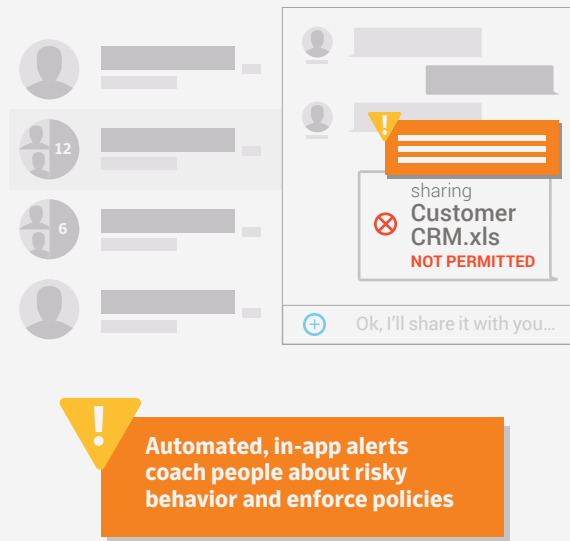 12
6
!
sharing
Customer
CRM.xls
NOT PERMITTED
Ok, I'll share it with you...
!
Automated, in-app alerts
coach people about risky
behavior and enforce policies